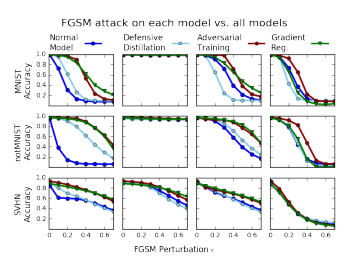 FGSM attack on each model vs. all models
Normal Model
Defensive Distillation
Adversarial Training
Gradient Reg.
MNIST Accuracy
1.0
0.8
0.6
0.4
0.2
notMNIST Accuracy
1.0
0.8
0.6
0.4
0.2
SVHN Accuracy
1.0
0.8
0.6
0.4
0.2
0 0.2 0.4 0.6 0 0.2 0.4 0.6 0 0.2 0.4 0.6 0 0.2 0.4 0.6
FGSM Perturbation ε